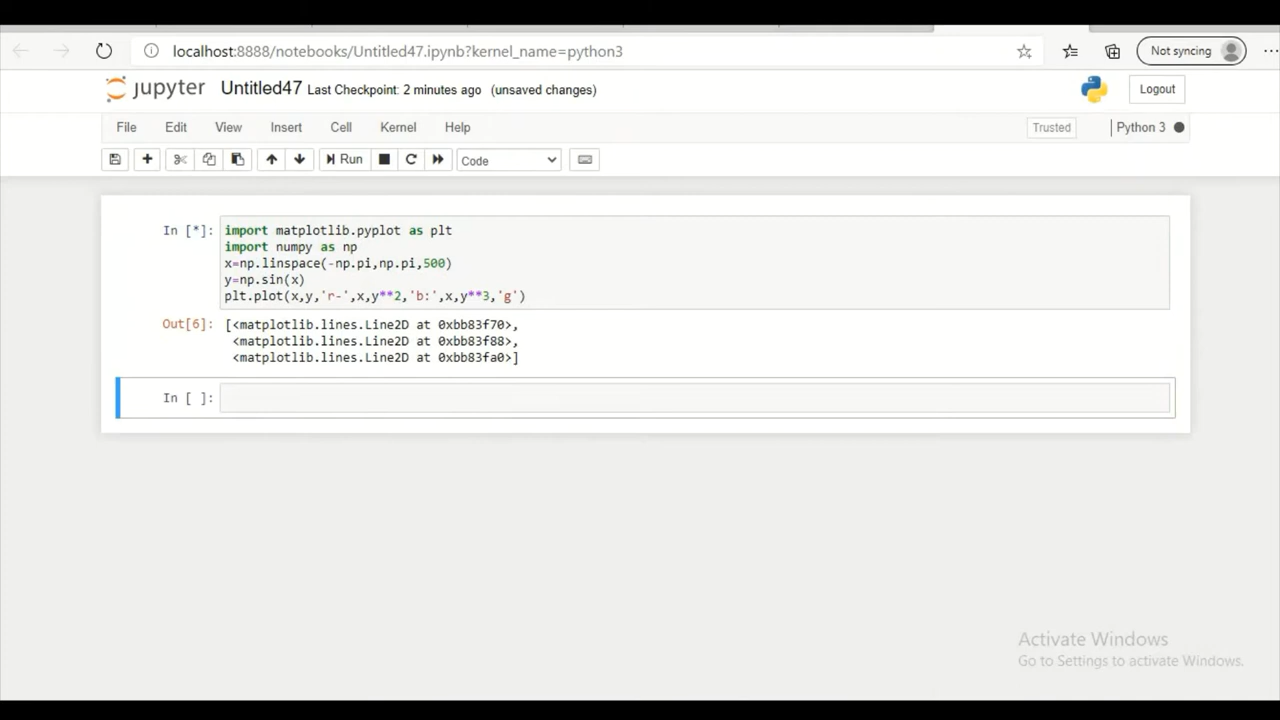 localhost:8888/notebooks/Untitled47.ipynb?kernel_name=python3
Not syncing
jupyter Untitled47 Last Checkpoint: 2 minutes ago (unsaved changes)
Logout
File Edit View Insert Cell Kernel Help
Trusted
Python 3
Run
Code
In [*]:
import matplotlib.pyplot as plt
import numpy as np
x=np.linspace(-np.pi,np.pi,500)
y=np.sin(x)
plt.plot(x,y,'r-',x,y**2,'b:',x,y**3,'g')
Out[6]:
[<matplotlib.lines.Line2D at 0xbb83f70>,
<matplotlib.lines.Line2D at 0xbb83f88>,
<matplotlib.lines.Line2D at 0xbb83fa0>]
In [ ]:
Activate Windows
Go to Settings to activate Windows.